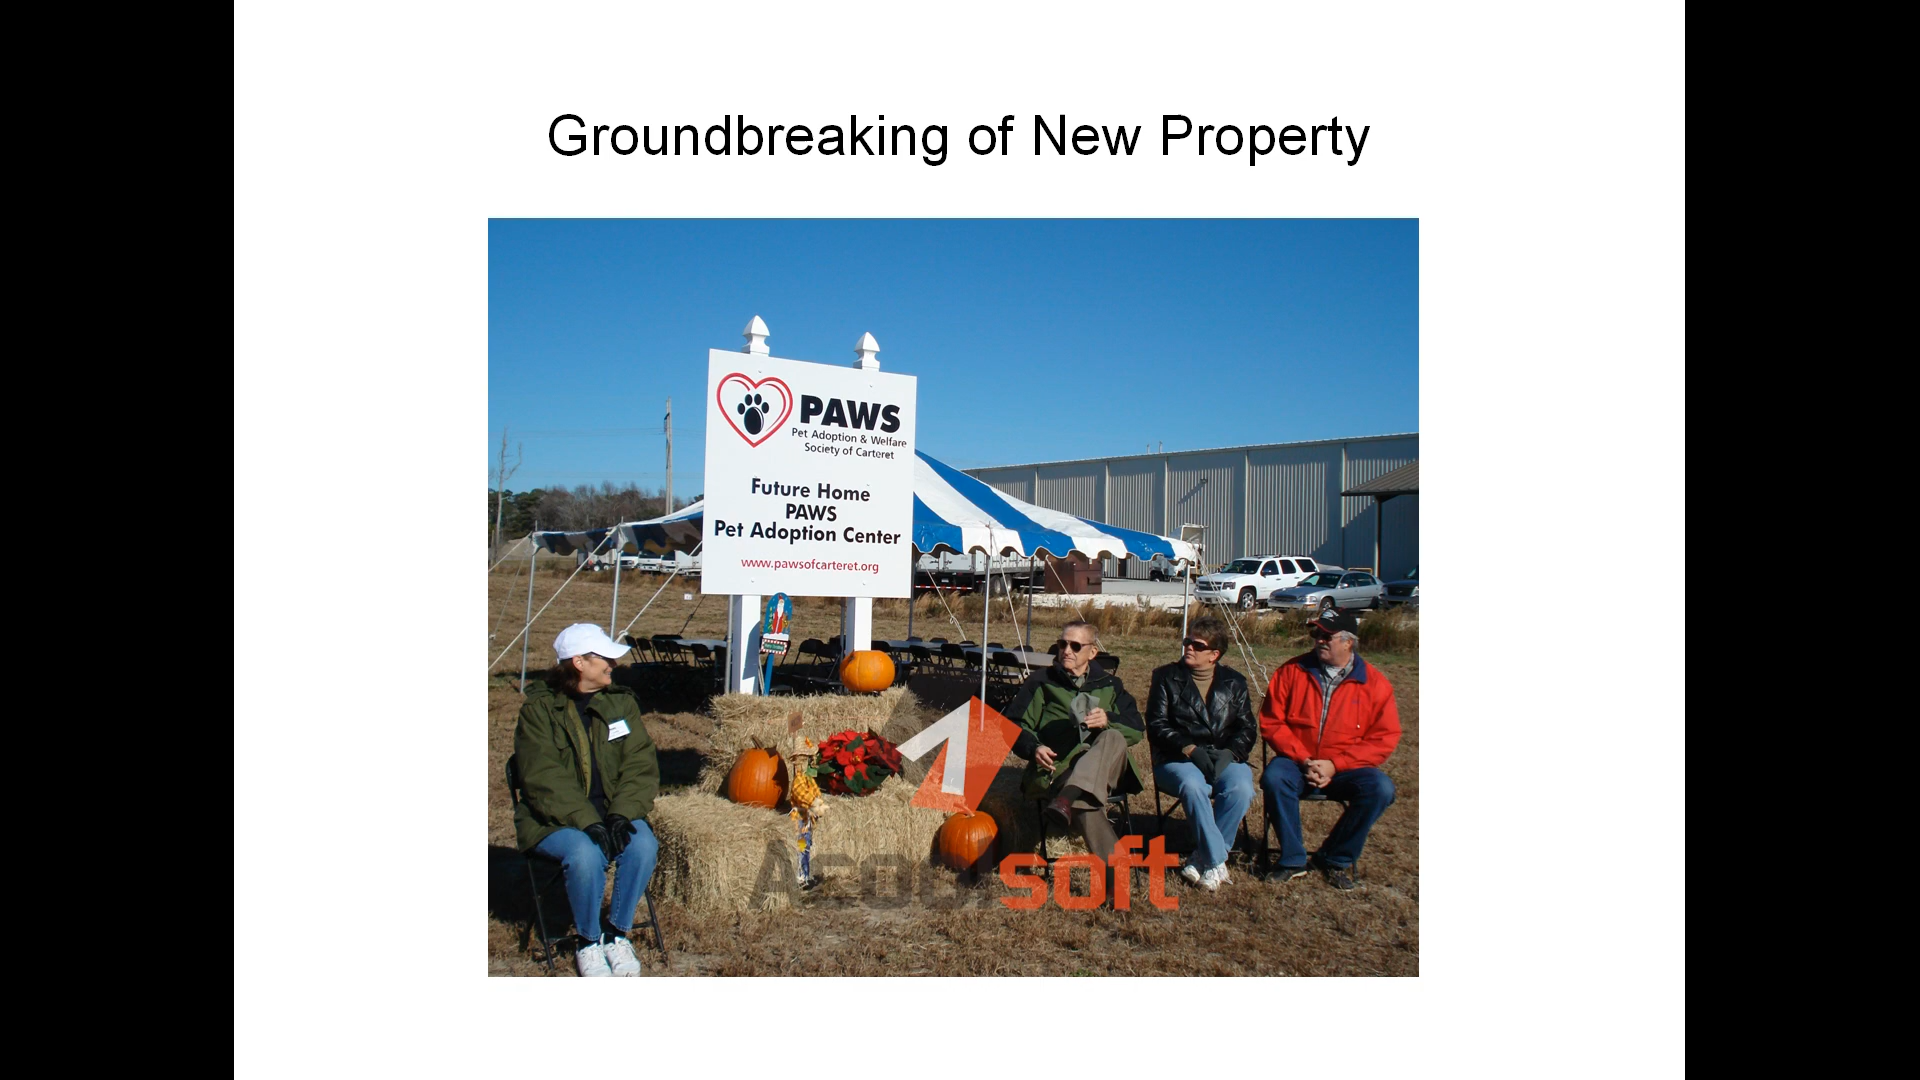 Groundbreaking of New Property
PAWS
Pet Adoption & Welfare
Society of Carteret
Future Home
PAWS
Pet Adoption Center
www.pawsofcarteret.org
Acoolsoft